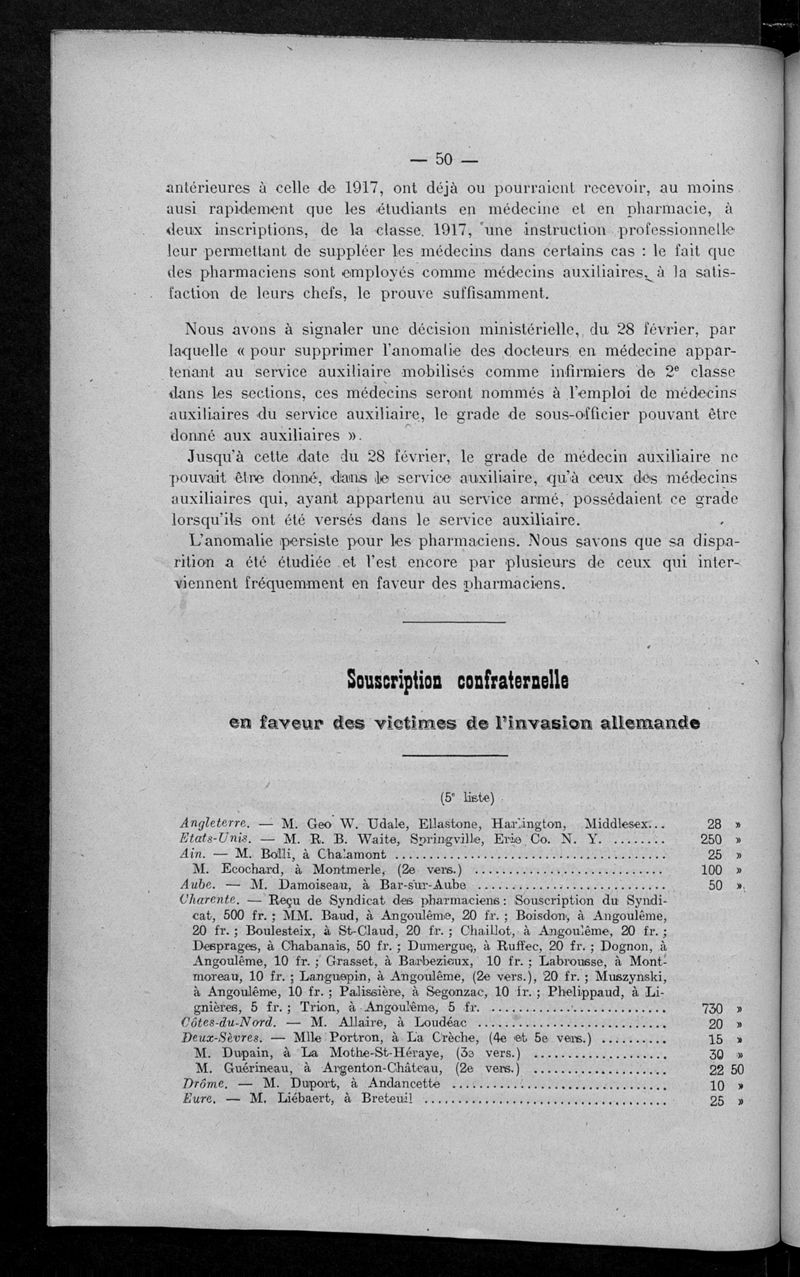 — 50 —
antérieures à celle de 1917, ont déjà ou pourraient recevoir, au moins
ausi rapidement que les étudiants en médecine et en pharmacie, à
deux inscriptions, de la classe. 1917, une instruction professionnelle
leur permettant de suppléer les médecins dans certains cas : le fait que
des pharmaciens sont employés comme médecins auxiliaires, à la satis-
faction de leurs chefs, le prouve suffisamment.
Nous avons à signaler une décision ministérielle, du 28 février, par
laquelle « pour supprimer l'anomalie des docteurs en médecine appar-
tenant au service auxiliaire mobilisés comme infirmiers de 2e classe
dans les sections, ces médecins seront nommés à l'emploi de médecins
auxiliaires du service auxiliaire, le grade de sous-officier pouvant être
donné aux auxiliaires ».
Jusqu'à cette date du 28 février, le grade de médecin auxiliaire ne
pouvait être donné, dans le service auxiliaire, qu'à ceux des médecins
auxiliaires qui, ayant appartenu au service armé, possédaient ce grade
lorsqu'ils ont été versés dans le service auxiliaire.
L'anomalie persiste pour les pharmaciens. Nous savons que sa dispa-
rition a été étudiée et l'est encore par plusieurs de ceux qui inter-
viennent fréquemment en faveur des pharmaciens.
Souscription confraternelle
en faveur des victimes de l'invasion allemande
(5e liste)
Angleterre. — M. Geo W. Udale, Ellastone, Harlington, Middlesex... 28 »
Etats-Unis. — M. R. B. Waite, Springville, Erie Co. N. Y. ........ 250 »
Ain. — M. Bolli, à Chalamont ........ 25 »
M. Ecochard, à Montmerle, (2e vers.) ........ 100 »
Aube. — M. Damoiseau, à Bar-sur-Aube ........ 50 »
Charente. — Reçu de Syndicat des pharmaciens : Souscription du Syndi-
cat, 500 fr. ; MM. Baud, à Angoulême, 20 fr. ; Boisdon, à Angoulême,
20 fr. ; Boulesteix, à St-Claud, 20 fr. ; Chaillot, à Angoulême, 20 fr. ;
Desprages, à Chabanais, 50 fr. ; Dumerguq, à Ruffec, 20 fr. ; Dognon, à
Angoulême, 10 fr. ; Grasset, à Barbezieux, 10 fr. ; Labrousse, à Mont-
moreau, 10 fr. ; Languepin, à Angoulême, (2e vers.), 20 fr. ; Muszynski,
à Angoulême, 10 fr. ; Palissière, à Segonzac, 10 fr. ; Phelippaud, à Li-
gnières, 5 fr. ; Trion, à Angoulême, 5 fr. ........ 730 »
Côtes-du-Nord. — M. Allaire, à Loudéac ........ 20 »
Deux-Sèvres. — Mlle Portron, à La Crèche, (4e et 5e vers.) ........ 15 »
M. Dupain, à La Mothe-St-Héraye, (3e vers.) ........ 30 »
M. Guérineau, à Argenton-Château, (2e vers.) ........ 22 50
Drôme. — M. Duport, à Andancette ........ 10 »
Eure. — M. Liébaert, à Breteuil ........ 25 »